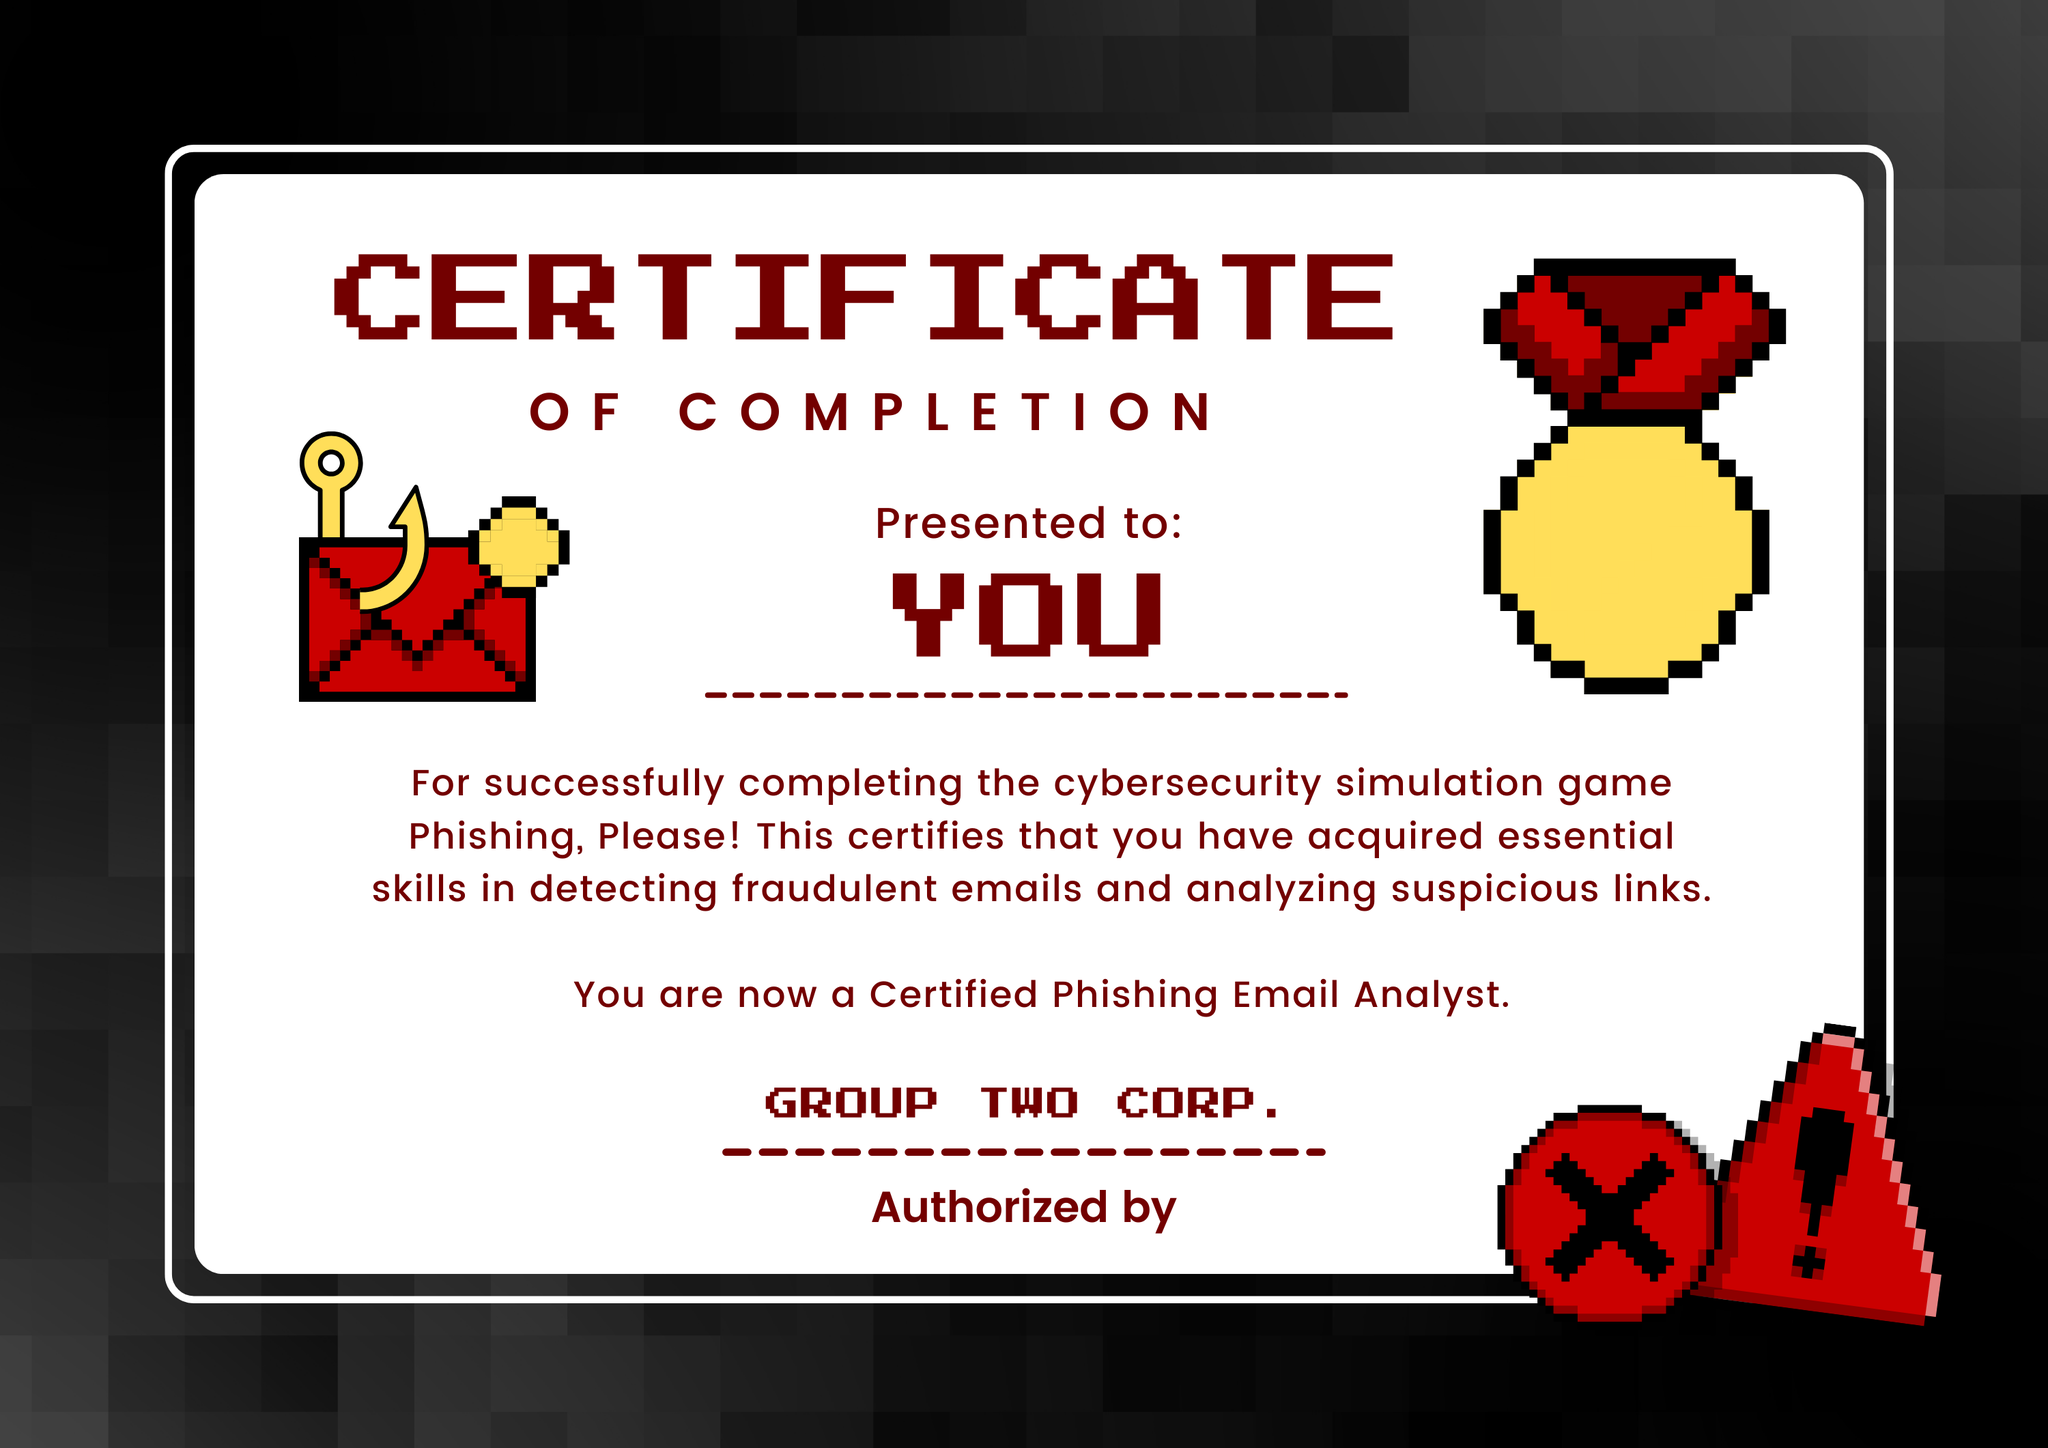 CERTIFICATE
OF COMPLETION
Presented to:
YOU
For successfully completing the cybersecurity simulation game
Phishing, Please! This certifies that you have acquired essential
skills in detecting fraudulent emails and analyzing suspicious links.
You are now a Certified Phishing Email Analyst.
GROUP TWO CORP.
Authorized by